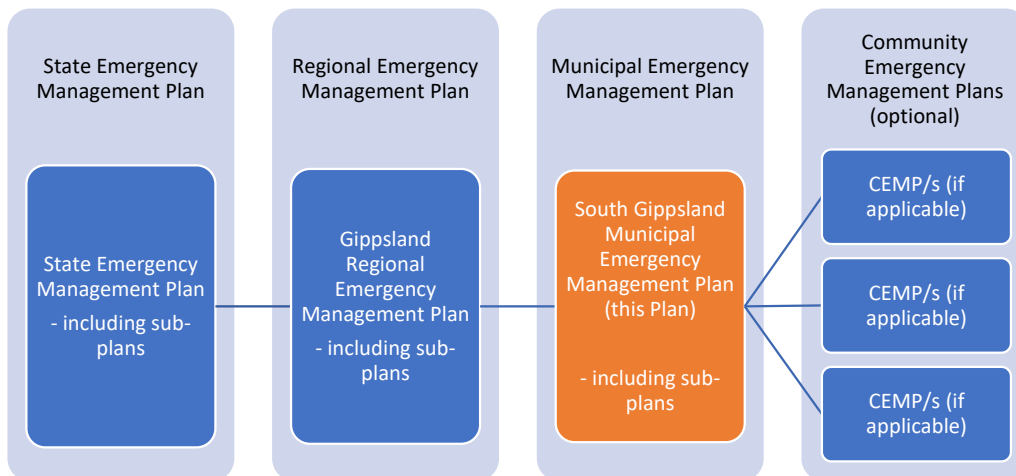 State Emergency
Management Plan
State Emergency
Management Plan
- including sub-
plans
Regional Emergency
Management Plan
Gippsland
Regional
Emergency
Management Plan
- including sub-
plans
Municipal Emergency
Management Plan
South Gippsland
Municipal
Emergency
Management Plan
(this Plan)
- including sub-
plans
Community
Emergency
Management Plans
(optional)
CEMP/s (if
applicable)
CEMP/s (if
applicable)
CEMP/s (if
applicable)